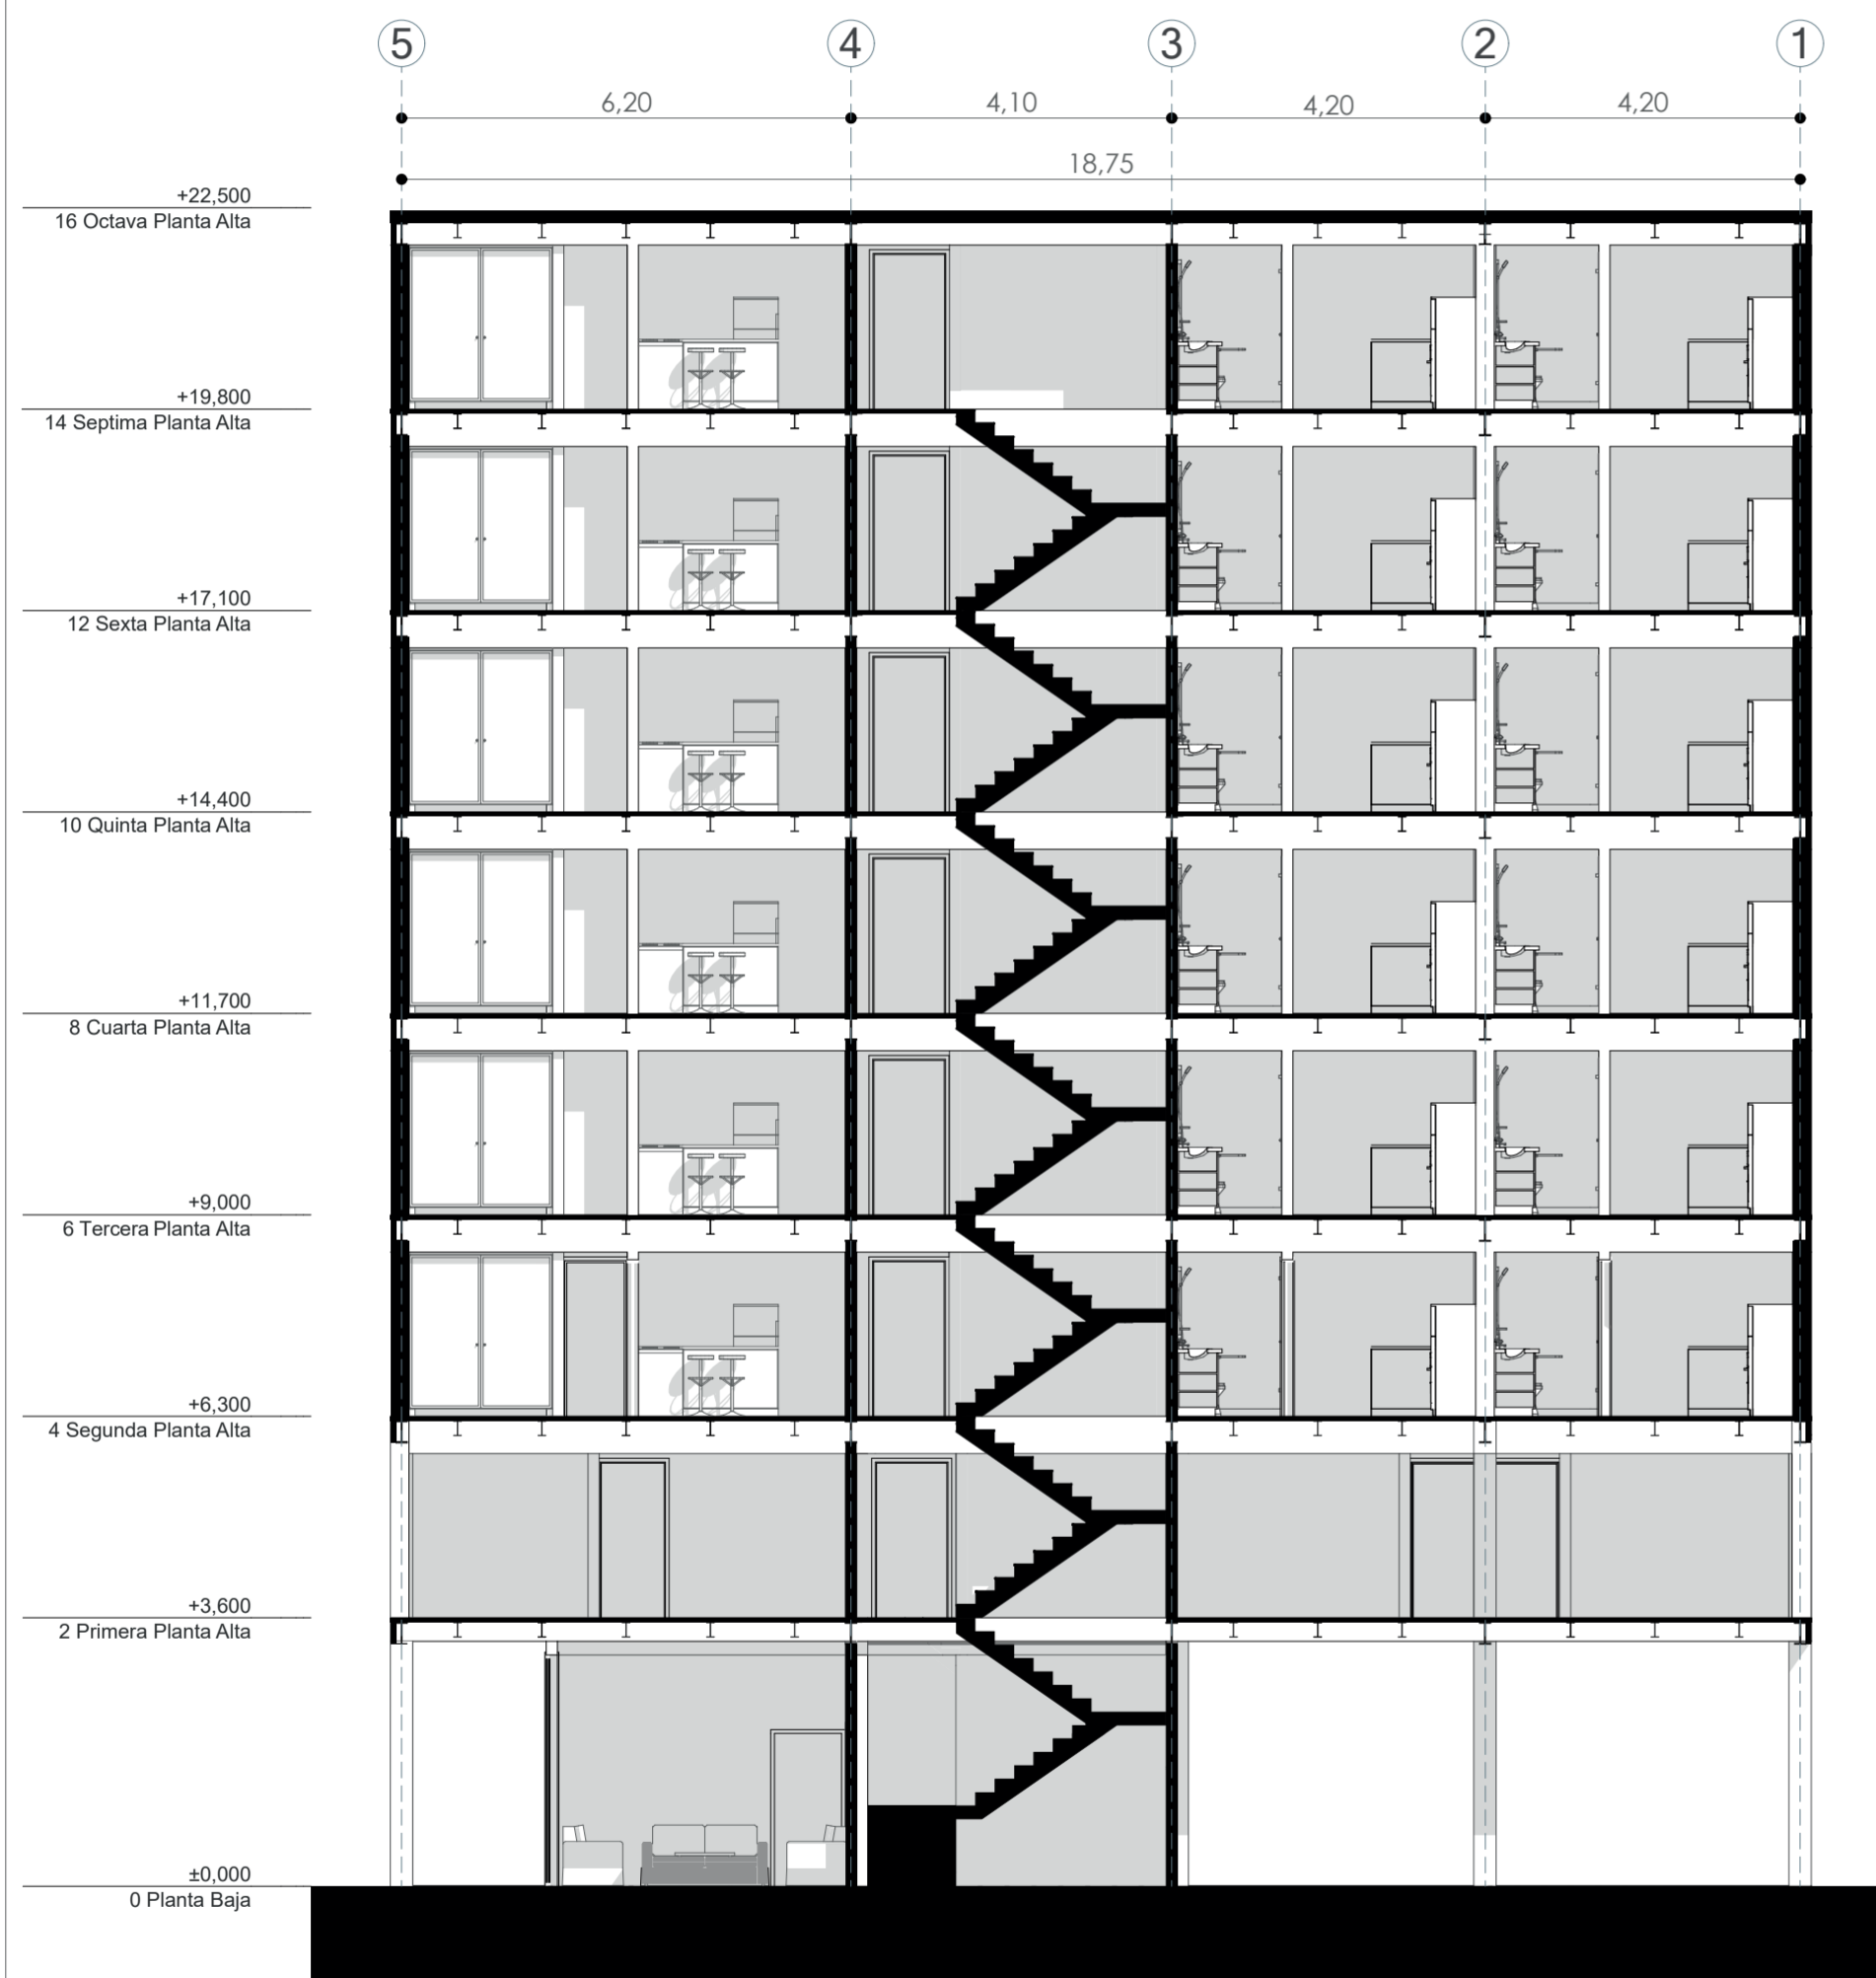 5 4 3 2 1
6,20 4,10 4,20 4,20
18,75
+22,500
16 Octava Planta Alta
+19,800
14 Septima Planta Alta
+17,100
12 Sexta Planta Alta
+14,400
10 Quinta Planta Alta
+11,700
8 Cuarta Planta Alta
+9,000
6 Tercera Planta Alta
+6,300
4 Segunda Planta Alta
+3,600
2 Primera Planta Alta
±0,000
0 Planta Baja